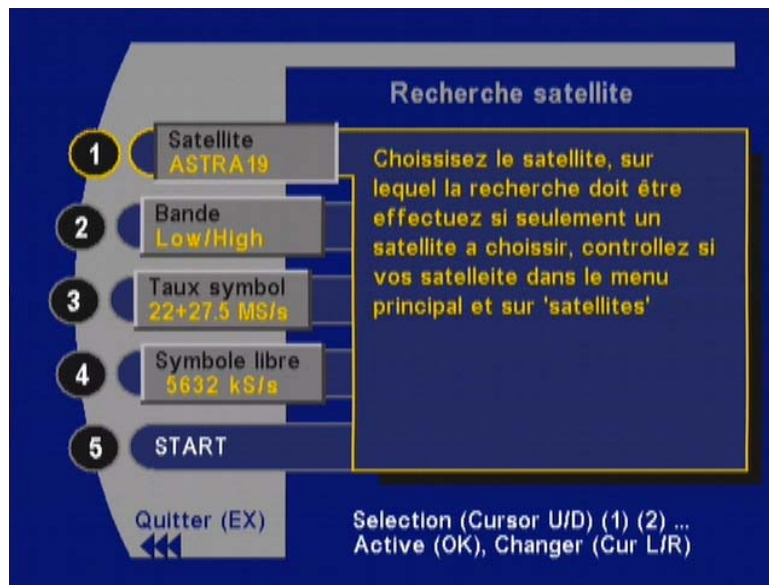 Recherche satellite
1
Satellite
ASTRA19
2
Bande
Low/High
3
Taux symbol
22+27.5 MS/s
4
Symbole libre
5632 kS/s
5
START
Choissisez le satellite, sur
lequel la recherche doit être
effectuez si seulement un
satellite a choissir, controllez si
vos satelleite dans le menu
principal et sur 'satellites'
Quitter (EX)
Selection (Cursor U/D) (1) (2) ...
Active (OK), Changer (Cur L/R)